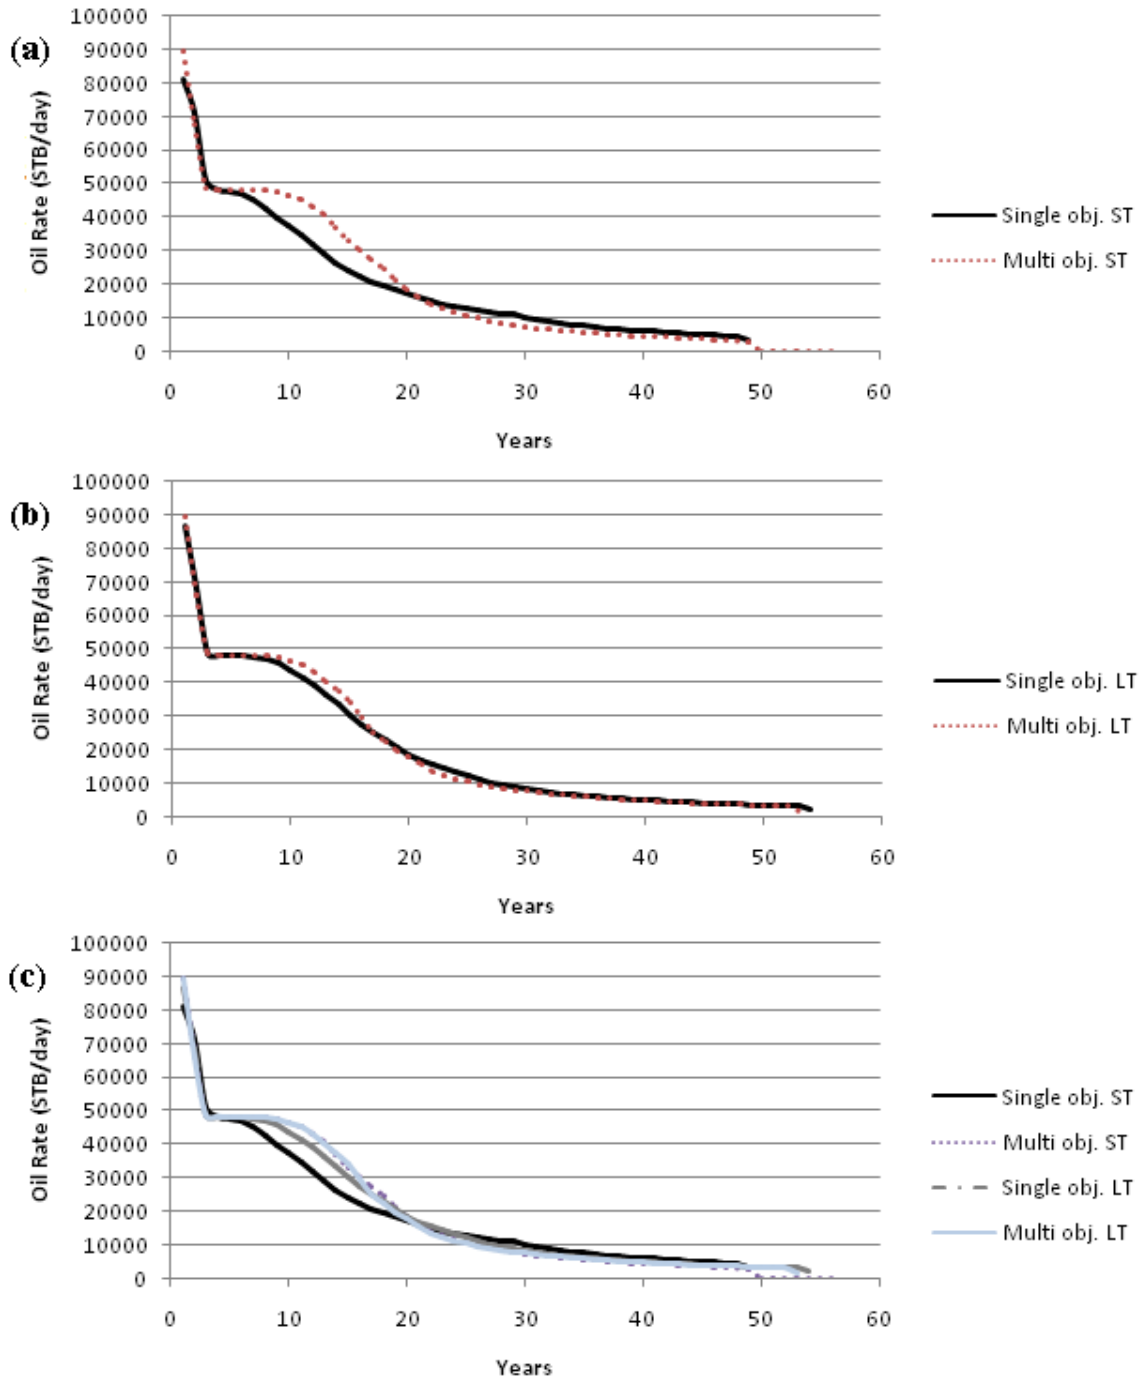 (a)
Oil Rate (STB/day)
100000
90000
80000
70000
60000
50000
40000
30000
20000
10000
0
0 10 20 30 40 50 60
Years
Single obj. ST
Multi obj. ST
(b)
Oil Rate (STB/day)
100000
90000
80000
70000
60000
50000
40000
30000
20000
10000
0
0 10 20 30 40 50 60
Years
Single obj. LT
Multi obj. LT
(c)
Oil Rate (STB/day)
100000
90000
80000
70000
60000
50000
40000
30000
20000
10000
0
0 10 20 30 40 50 60
Years
Single obj. ST
Multi obj. ST
Single obj. LT
Multi obj. LT